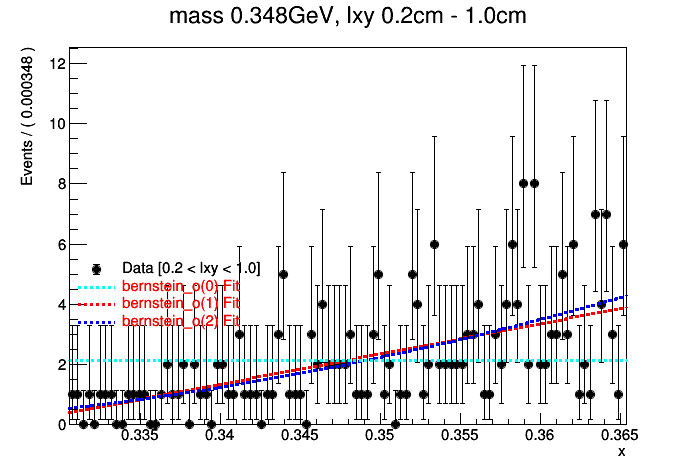 mass 0.348GeV, lxy 0.2cm - 1.0cm
Events / ( 0.000348 )
12
10
8
6
4
2
0
Data [0.2 < lxy < 1.0]
bernstein_o(0) Fit
bernstein_o(1) Fit
bernstein_o(2) Fit
0.335 0.34 0.345 0.35 0.355 0.36 0.365
x